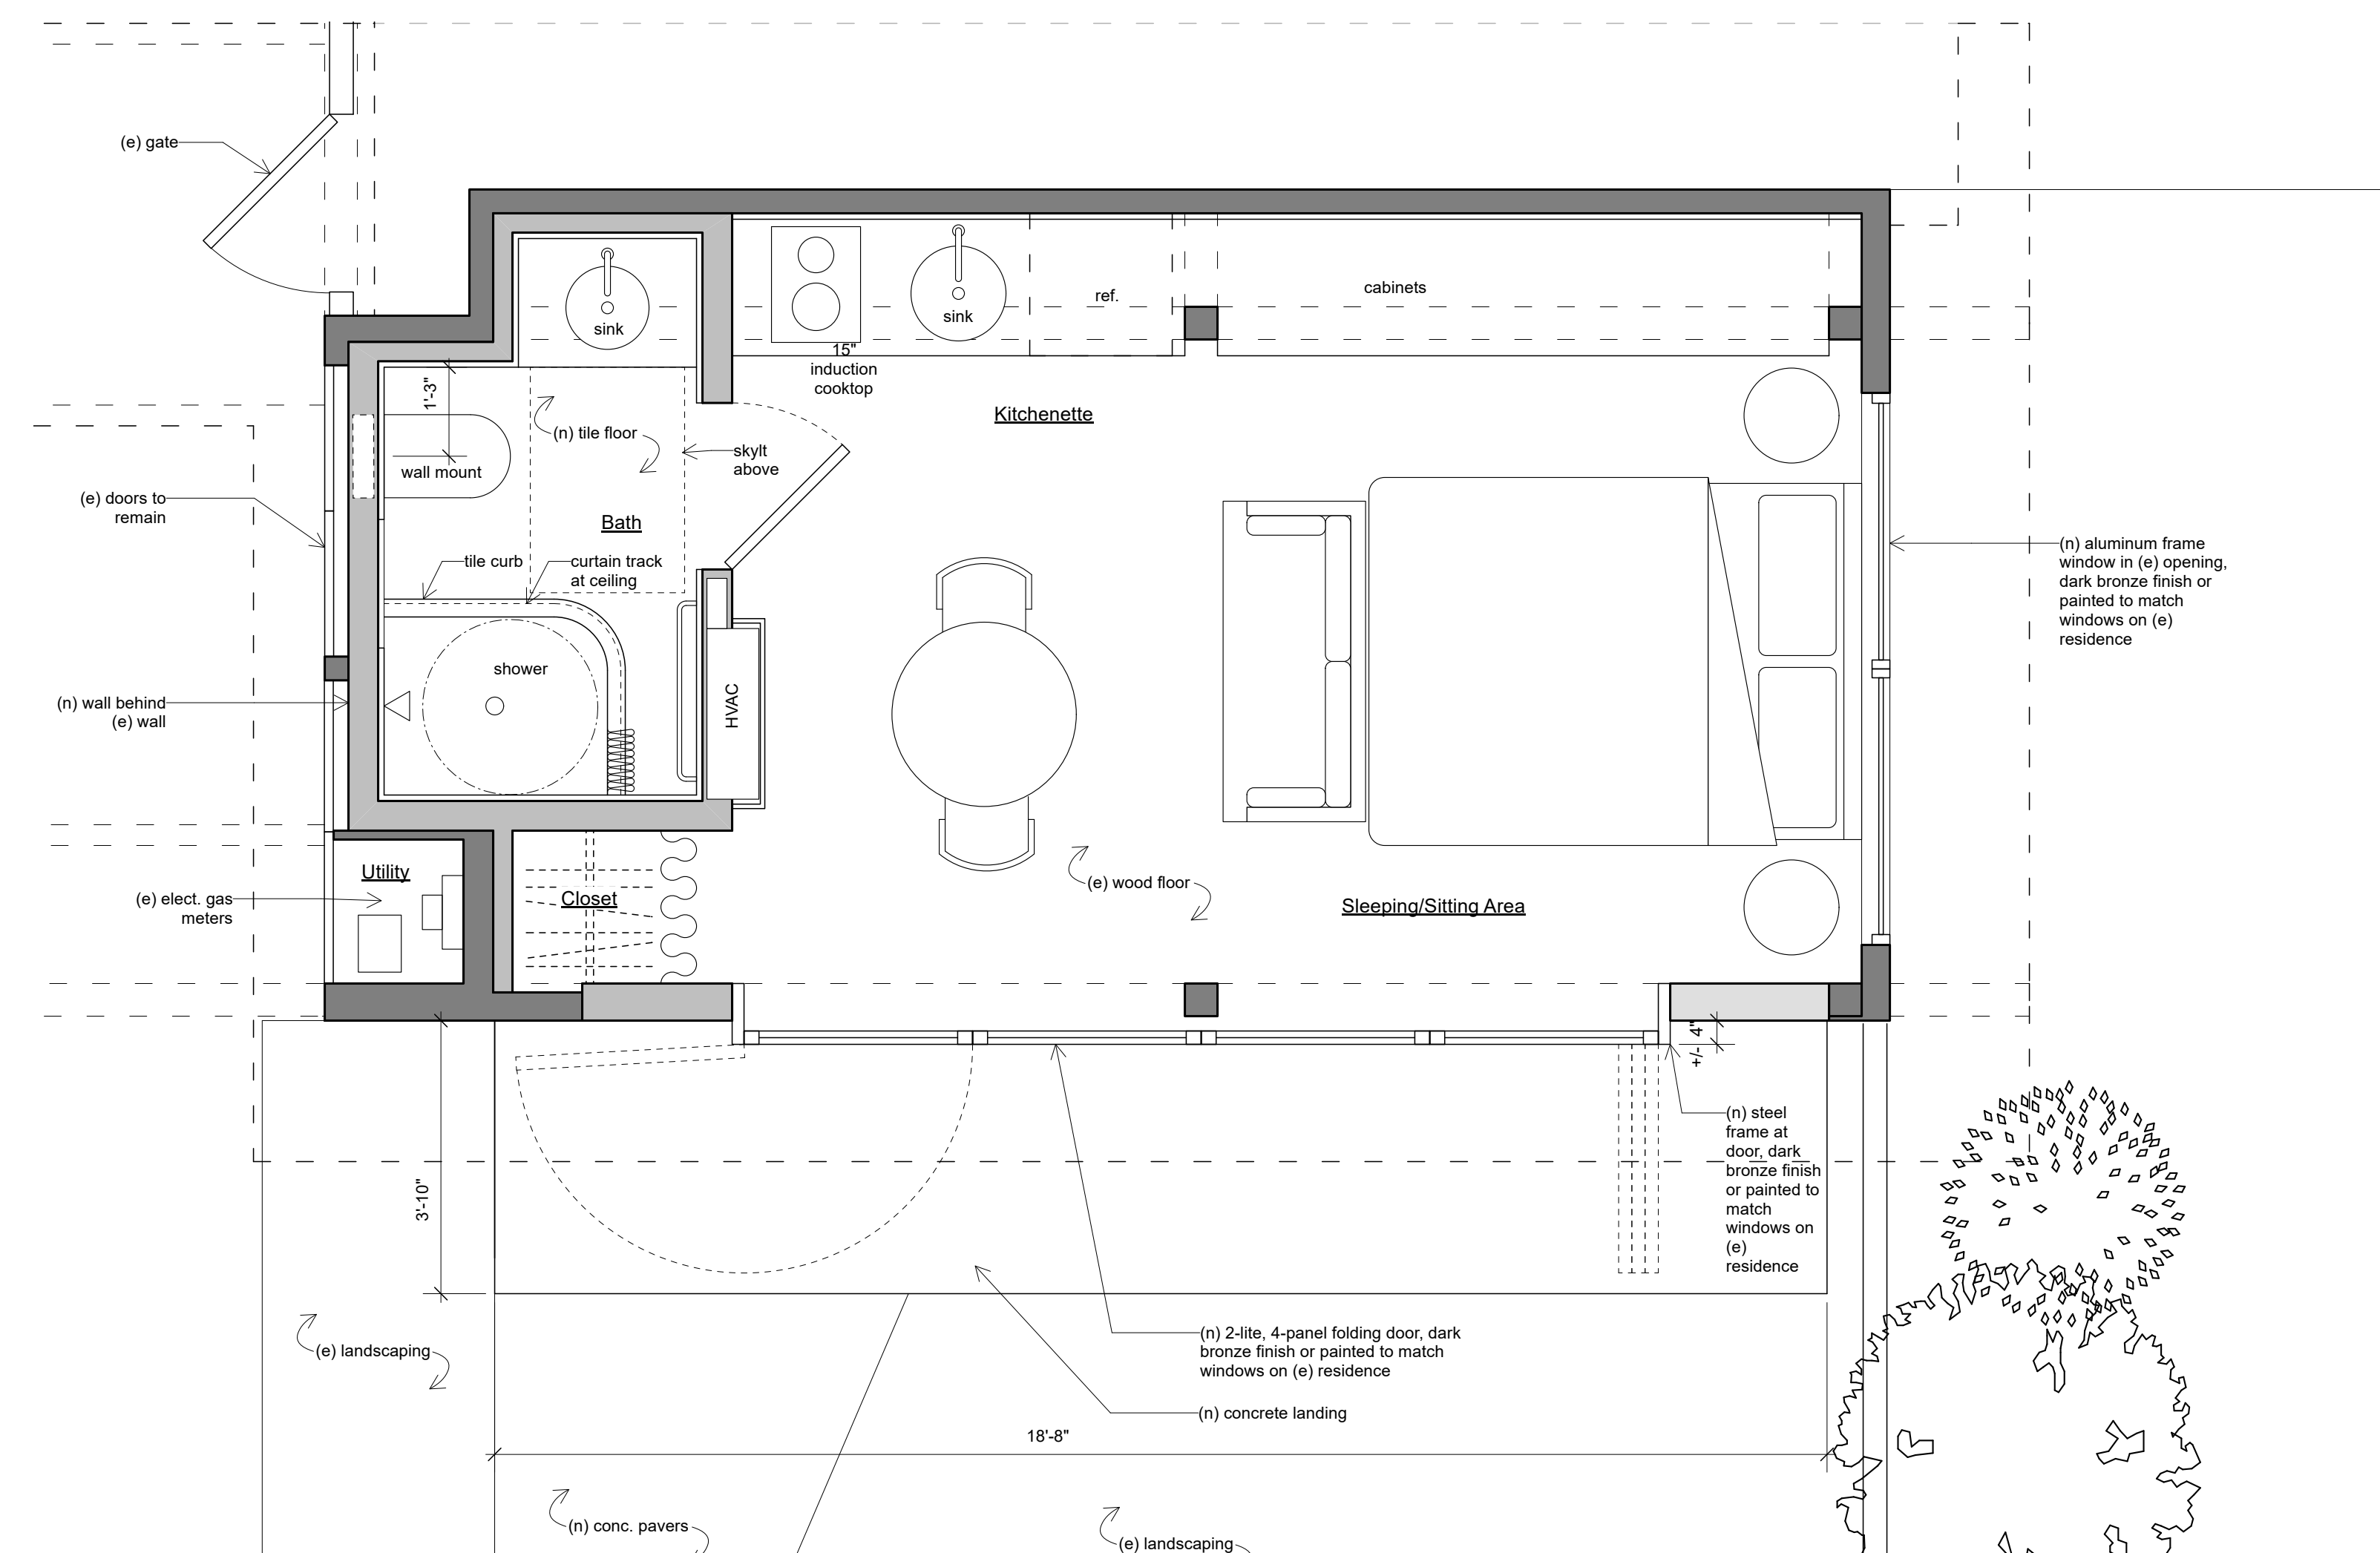 (e) gate
sink
sink
ref.
cabinets
15"
induction
cooktop
1'-3"
Kitchenette
(n) tile floor
skylt
above
wall mount
(e) doors to
remain
Bath
tile curb
curtain track
at ceiling
(n) aluminum frame
window in (e) opening,
dark bronze finish or
painted to match
windows on (e)
residence
shower
HVAC
(n) wall behind
(e) wall
Utility
(e) elect. gas
meters
Closet
(e) wood floor
Sleeping/Sitting Area
+/- 4"
(n) steel
frame at
door, dark
bronze finish
or painted to
match
windows on
(e)
residence
3'-10"
(e) landscaping
(n) 2-lite, 4-panel folding door, dark
bronze finish or painted to match
windows on (e) residence
(n) concrete landing
18'-8"
(n) conc. pavers
(e) landscaping